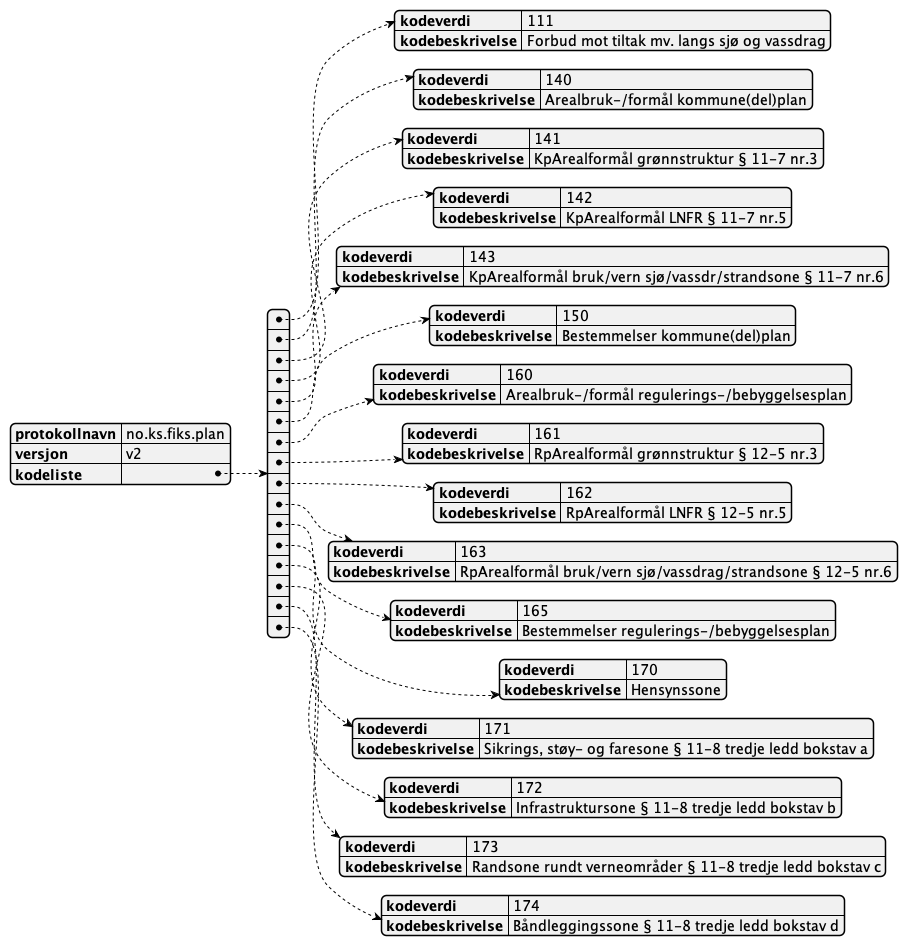 kodeverdi 111
kodebeskrivelse Forbud mot tiltak mv. langs sjø og vassdrag
kodeverdi 140
kodebeskrivelse Arealbruk-/formål kommune(del)plan
kodeverdi 141
kodebeskrivelse KpArealformål grønnstruktur § 11-7 nr.3
kodeverdi 142
kodebeskrivelse KpArealformål LNFR § 11-7 nr.5
kodeverdi 143
kodebeskrivelse KpArealformål bruk/vern sjø/vassdr/strandsone § 11-7 nr.6
kodeverdi 150
kodebeskrivelse Bestemmelser kommune(del)plan
kodeverdi 160
kodebeskrivelse Arealbruk-/formål regulerings-/bebyggelsesplan
protokollnavn no.ks.fiks.plan
versjon v2
kodeliste
kodeverdi 161
kodebeskrivelse RpArealformål grønnstruktur § 12-5 nr.3
kodeverdi 162
kodebeskrivelse RpArealformål LNFR § 12-5 nr.5
kodeverdi 163
kodebeskrivelse RpArealformål bruk/vern sjø/vassdrag/strandsone § 12-5 nr.6
kodeverdi 165
kodebeskrivelse Bestemmelser regulerings-/bebyggelsesplan
kodeverdi 170
kodebeskrivelse Hensynssone
kodeverdi 171
kodebeskrivelse Sikrings, støy- og faresone § 11-8 tredje ledd bokstav a
kodeverdi 172
kodebeskrivelse Infrastruktursone § 11-8 tredje ledd bokstav b
kodeverdi 173
kodebeskrivelse Randsone rundt verneområder § 11-8 tredje ledd bokstav c
kodeverdi 174
kodebeskrivelse Båndleggingssone § 11-8 tredje ledd bokstav d